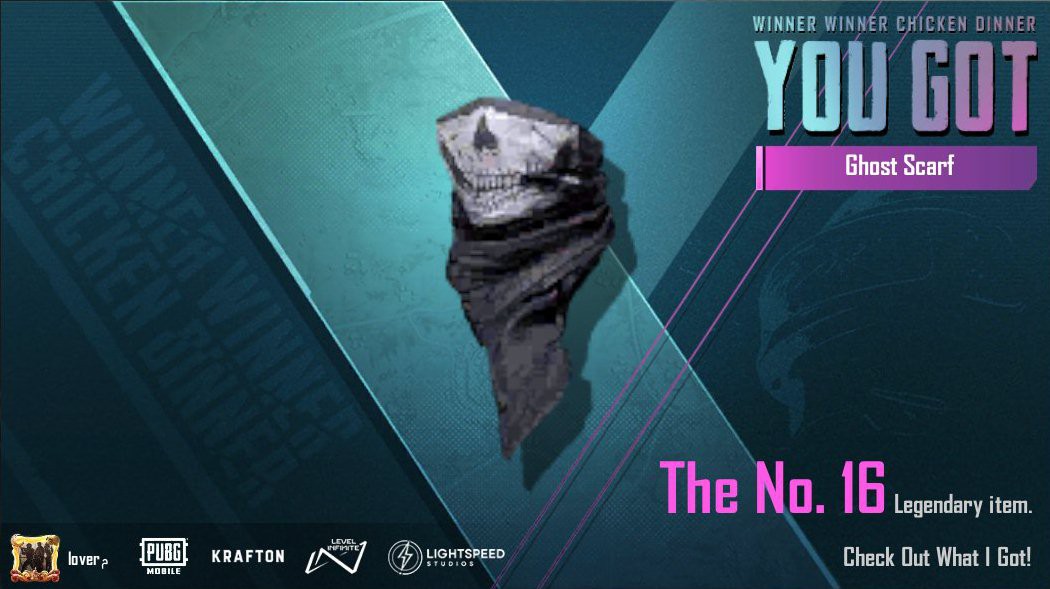 WINNER WINNER CHICKEN DINNER
YOU GOT
Ghost Scarf
WINNER WINNER
CHICKEN DINNER
The No. 16 Legendary item.
Check Out What I Got!
lover م
PUBG
MOBILE
KRAFTON
LEVEL
INFINITE
LIGHTSPEED
STUDIOS